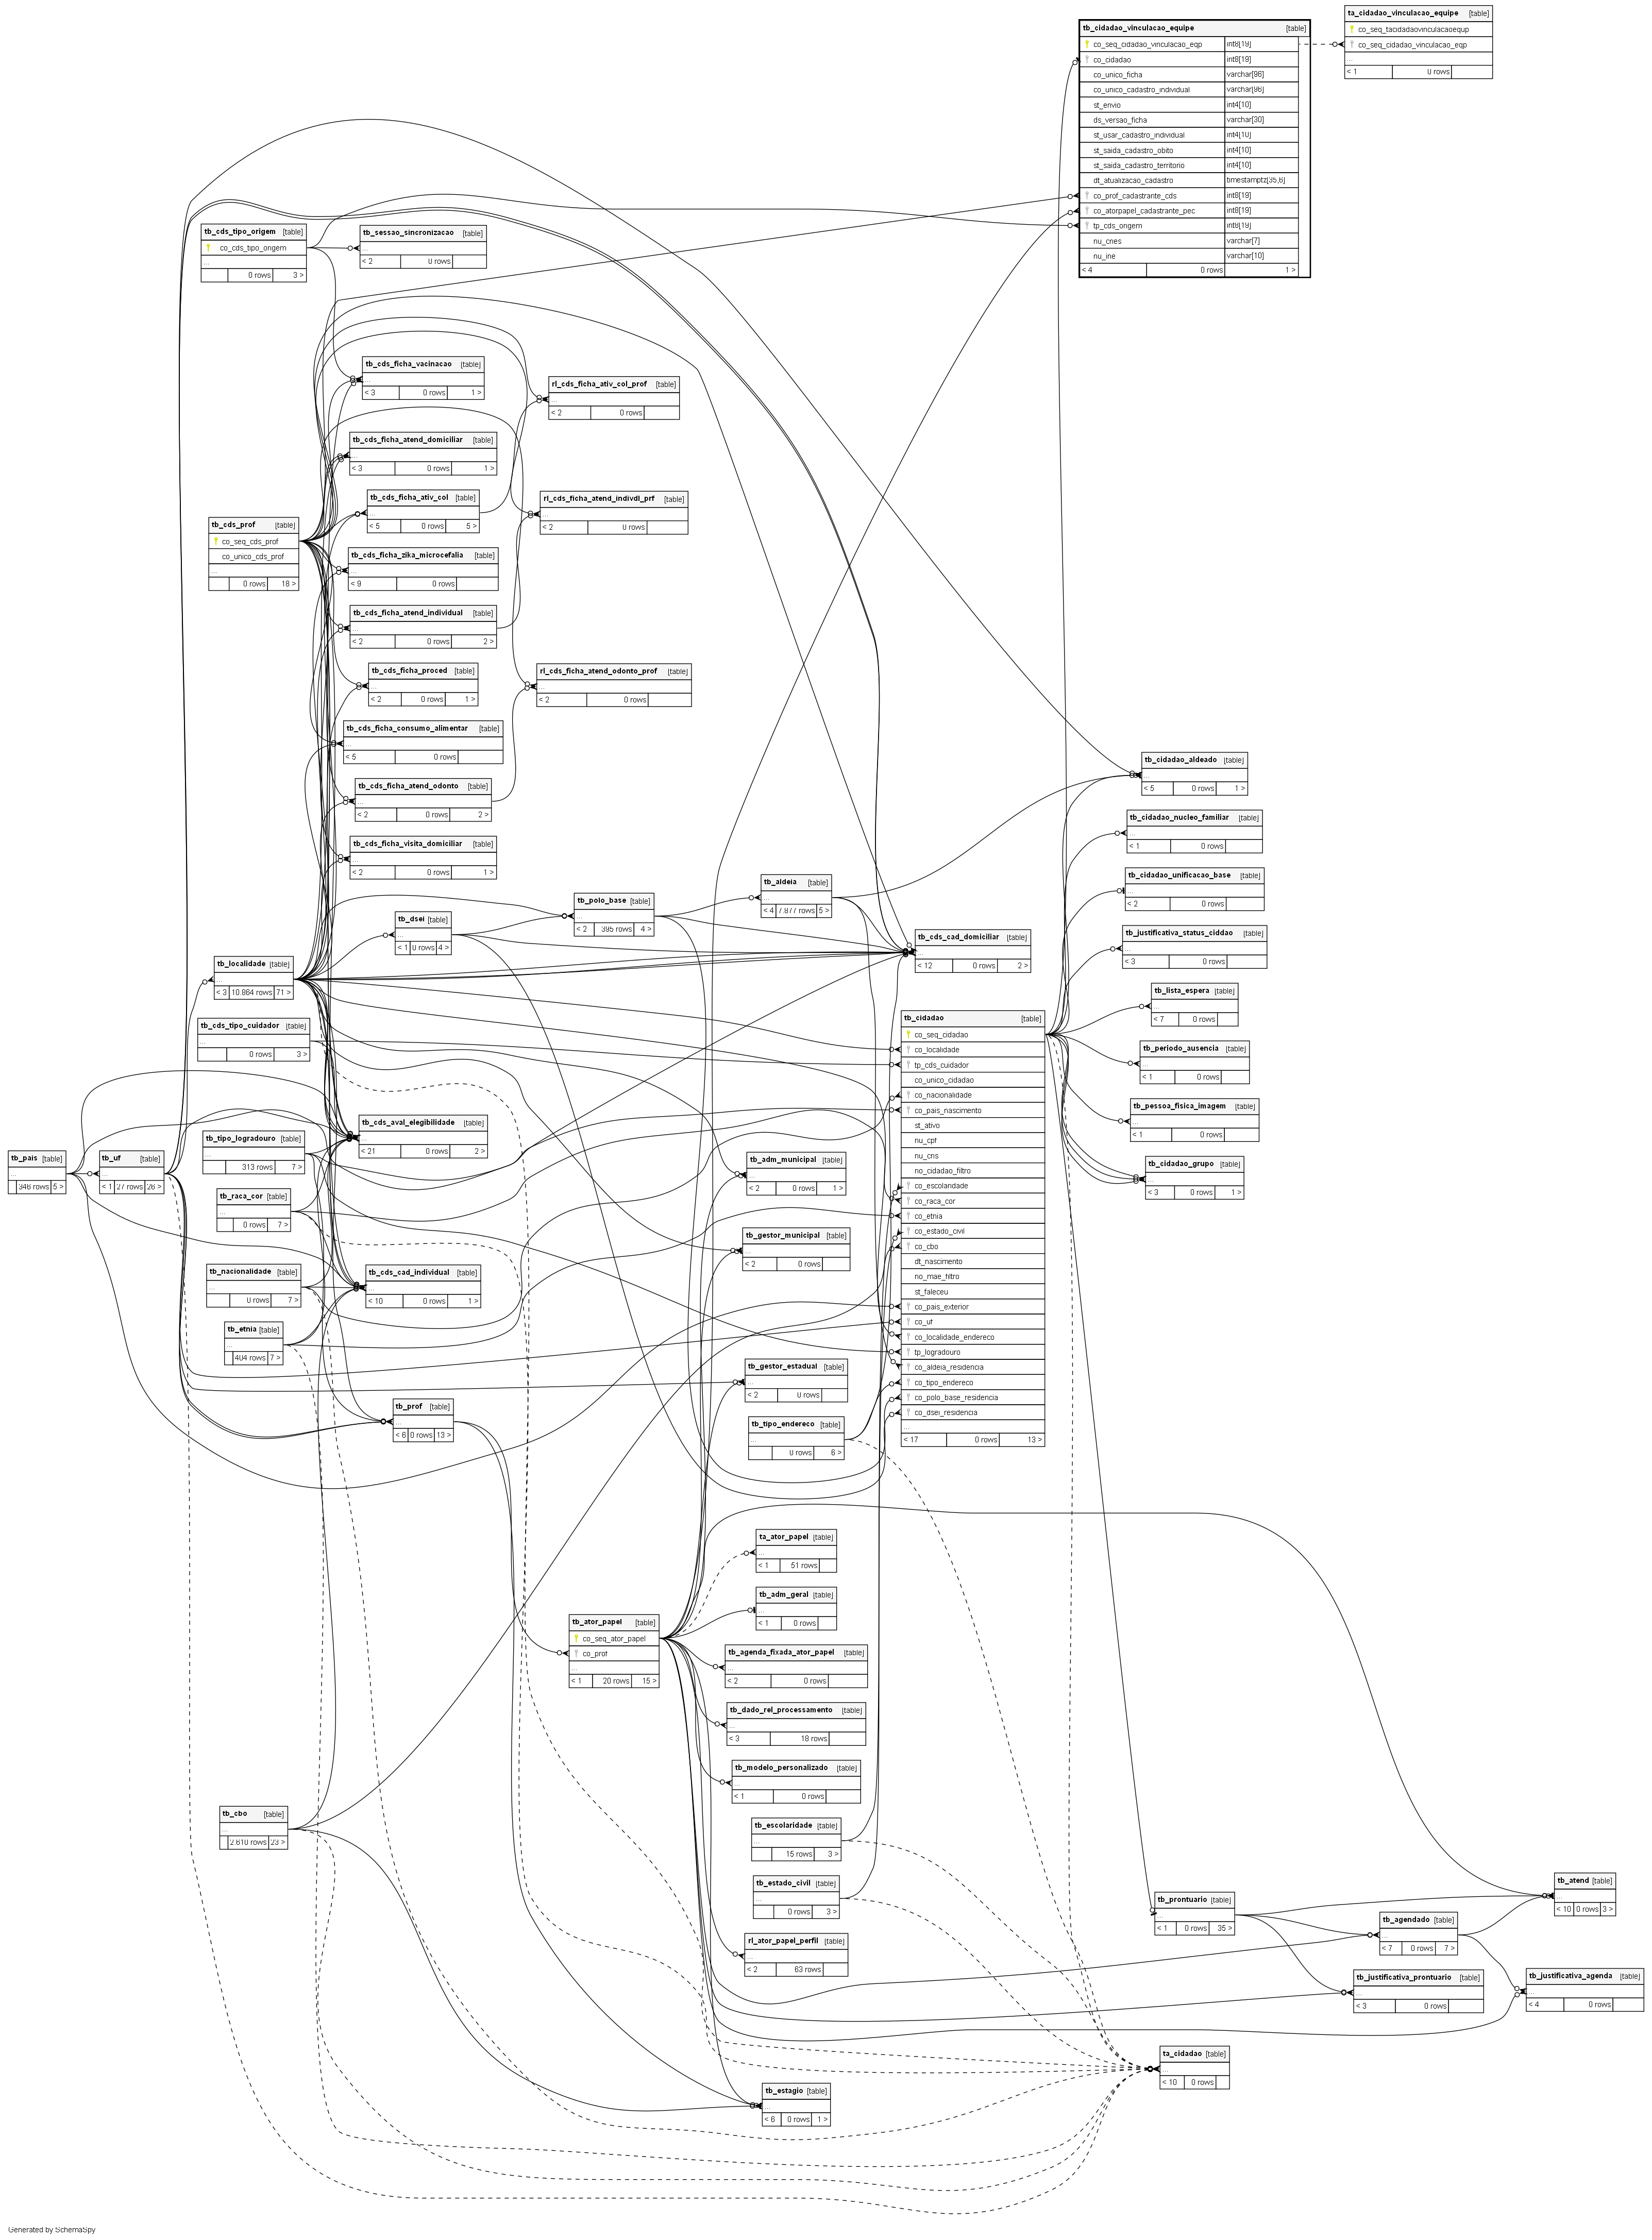 ta_cidadao_vinculacao_equipe [table]
co_seq_tacidadaovinculacaoequp
co_seq_cidadao_vinculacao_eqp
...
< 1 0 rows
tb_cidadao_vinculacao_equipe [table]
co_seq_cidadao_vinculacao_eqp int8[19]
co_cidadao int8[19]
co_unico_ficha varchar[96]
co_unico_cadastro_individual varchar[96]
st_envio int4[10]
ds_versao_ficha varchar[30]
st_usar_cadastro_individual int4[10]
st_saida_cadastro_obito int4[10]
st_saida_cadastro_territorio int4[10]
dt_atualizacao_cadastro timestamptz[35,6]
co_prof_cadastrante_cds int8[19]
co_atorpapel_cadastrante_pec int8[19]
tp_cds_origem int8[19]
nu_cnes varchar[7]
nu_ine varchar[10]
< 4 0 rows 1 >
tb_cds_tipo_origem [table]
co_cds_tipo_origem
...
0 rows 3 >
tb_sessao_sincronizacao [table]
...
< 2 0 rows
tb_cds_ficha_vacinacao [table]
...
< 3 0 rows 1 >
rl_cds_ficha_ativ_col_prof [table]
...
< 2 0 rows
tb_cds_ficha_atend_domiciliar [table]
...
< 3 0 rows 1 >
tb_cds_ficha_ativ_col [table]
...
< 5 0 rows 5 >
rl_cds_ficha_atend_indivdl_prf [table]
...
< 2 0 rows
tb_cds_prof [table]
co_seq_cds_prof
co_unico_cds_prof
...
0 rows 18 >
tb_cds_ficha_zika_microcefalia [table]
...
< 9 0 rows
tb_cds_ficha_atend_individual [table]
...
< 2 0 rows 2 >
tb_cds_ficha_proced [table]
...
< 2 0 rows 1 >
rl_cds_ficha_atend_odonto_prof [table]
...
< 2 0 rows
tb_cds_ficha_consumo_alimentar [table]
...
< 5 0 rows
tb_cds_ficha_atend_odonto [table]
...
< 2 0 rows 2 >
tb_cds_ficha_visita_domiciliar [table]
...
< 2 0 rows 1 >
tb_cidadao_aldeado [table]
...
< 5 0 rows 1 >
tb_cidadao_nucleo_familiar [table]
...
< 1 0 rows
tb_cidadao_unificacao_base [table]
...
< 2 0 rows
tb_justificativa_status_ciddao [table]
...
< 3 0 rows
tb_lista_espera [table]
...
< 7 0 rows
tb_periodo_ausencia [table]
...
< 1 0 rows
tb_pessoa_fisica_imagem [table]
...
< 1 0 rows
tb_cidadao_grupo [table]
...
< 3 0 rows 1 >
tb_aldeia [table]
...
< 4 7.877 rows 5 >
tb_polo_base [table]
...
< 2 395 rows 4 >
tb_dsei [table]
...
< 1 0 rows 4 >
tb_cds_cad_domiciliar [table]
...
< 12 0 rows 2 >
tb_localidade [table]
...
< 3 10.864 rows 71 >
tb_cds_tipo_cuidador [table]
...
0 rows 3 >
tb_cidadao [table]
co_seq_cidadao
co_localidade
tp_cds_cuidador
co_unico_cidadao
co_nacionalidade
co_pais_nascimento
st_ativo
nu_cpf
nu_cns
no_cidadao_filtro
co_escolaridade
co_raca_cor
co_etnia
co_estado_civil
co_cbo
dt_nascimento
no_mae_filtro
st_faleceu
co_pais_exterior
co_uf
co_localidade_endereco
tp_logradouro
co_aldeia_residencia
co_tipo_endereco
co_polo_base_residencia
co_dsei_residencia
...
< 17 0 rows 13 >
tb_cds_aval_elegibilidade [table]
...
< 21 0 rows 2 >
tb_tipo_logradouro [table]
...
313 rows 7 >
tb_pais [table]
...
346 rows 5 >
tb_uf [table]
...
< 1 27 rows 26 >
tb_raca_cor [table]
...
0 rows 7 >
tb_adm_municipal [table]
...
< 2 0 rows 1 >
tb_gestor_municipal [table]
...
< 2 0 rows
tb_nacionalidade [table]
...
0 rows 7 >
tb_cds_cad_individual [table]
...
< 10 0 rows 1 >
tb_etnia [table]
...
404 rows 7 >
tb_gestor_estadual [table]
...
< 2 0 rows
tb_prof [table]
...
< 6 0 rows 13 >
tb_tipo_endereco [table]
...
0 rows 6 >
ta_ator_papel [table]
...
< 1 51 rows
tb_adm_geral [table]
...
< 1 0 rows
tb_ator_papel [table]
co_seq_ator_papel
co_prof
...
< 1 20 rows 15 >
tb_agenda_fixada_ator_papel [table]
...
< 2 0 rows
tb_dado_rel_processamento [table]
...
< 3 18 rows
tb_modelo_personalizado [table]
...
< 1 0 rows
tb_cbo [table]
...
2.610 rows 23 >
tb_escolaridade [table]
...
15 rows 3 >
tb_estado_civil [table]
...
0 rows 3 >
rl_ator_papel_perfil [table]
...
< 2 63 rows
tb_prontuario [table]
...
< 1 0 rows 35 >
tb_atend [table]
...
< 10 0 rows 3 >
tb_agendado [table]
...
< 7 0 rows 7 >
tb_justificativa_prontuario [table]
...
< 3 0 rows
tb_justificativa_agenda [table]
...
< 4 0 rows
ta_cidadao [table]
...
< 10 0 rows
tb_estagio [table]
...
< 6 0 rows 1 >
Generated by SchemaSpy